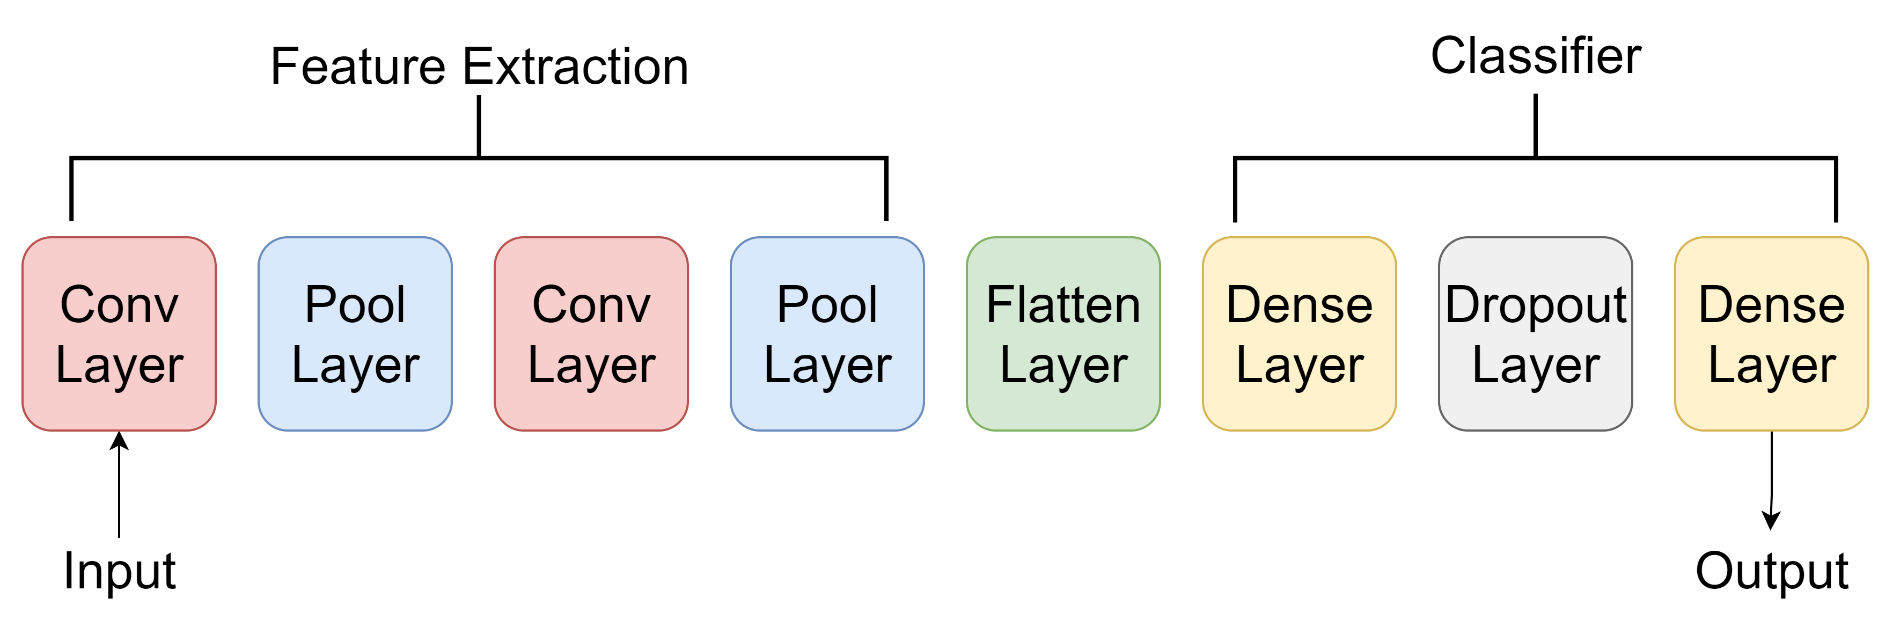 Feature Extraction
Classifier
Conv
Layer
Pool
Layer
Conv
Layer
Pool
Layer
Flatten
Layer
Dense
Layer
Dropout
Layer
Dense
Layer
Input
Output